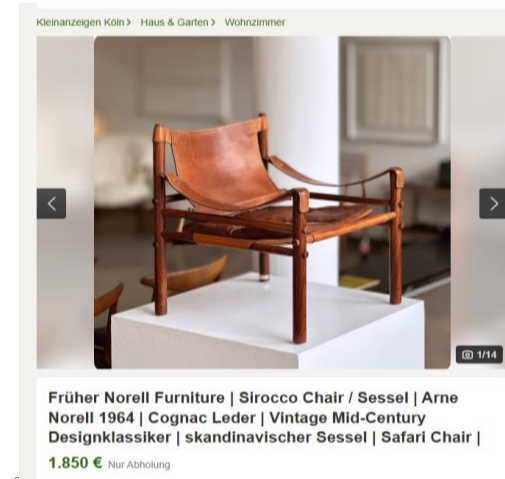 Kleinanzeigen Köln > Haus & Garten > Wohnzimmer
1/14
Früher Norell Furniture | Sirocco Chair / Sessel | Arne
Norell 1964 | Cognac Leder | Vintage Mid-Century
Designklassiker | skandinavischer Sessel | Safari Chair |
1.850 € Nur Abholung